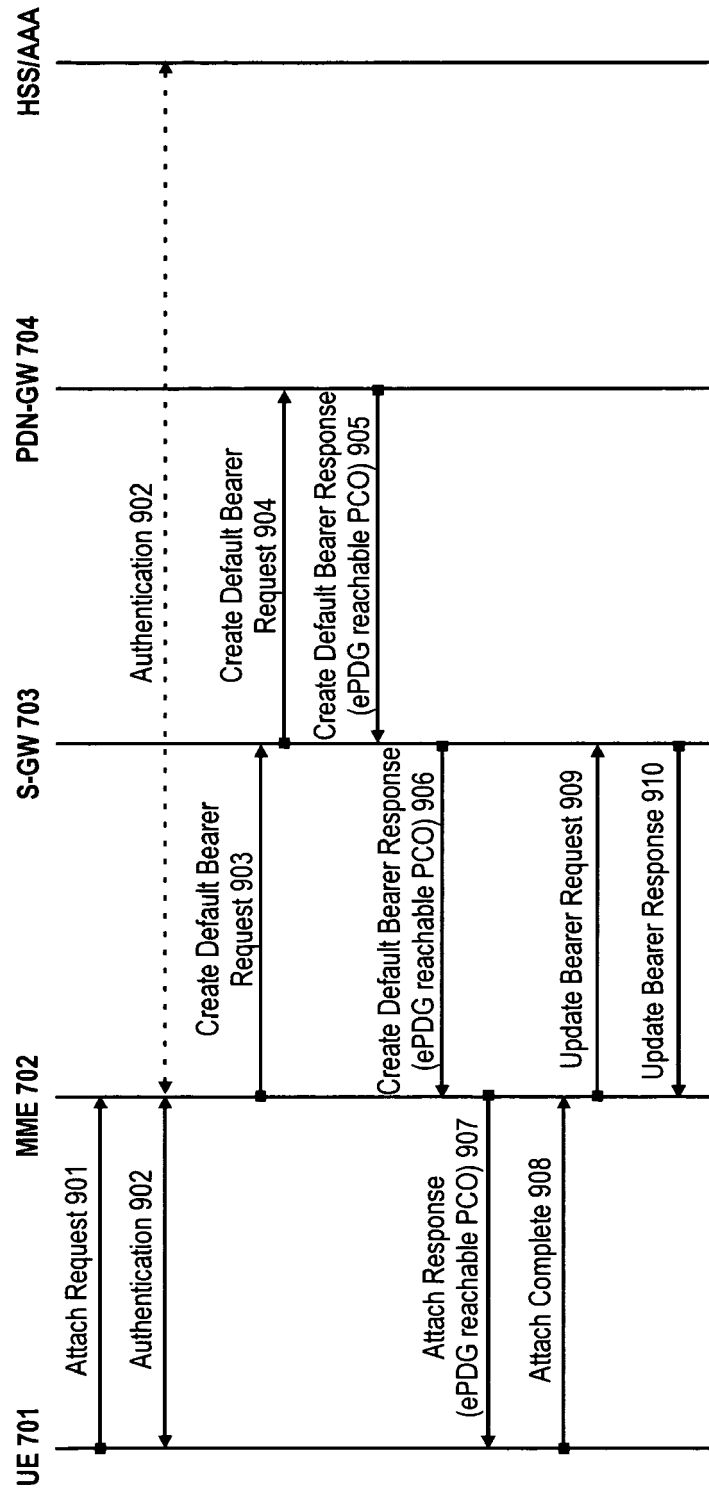 UE 701
MME 702
S-GW 703
PDN-GW 704
HSS/AAA
Attach Request 901
Authentication 902
Authentication 902
Create Default Bearer
Request 903
Create Default Bearer
Request 904
Create Default Bearer Response
(ePDG reachable PCO) 905
Create Default Bearer Response
(ePDG reachable PCO) 906
Attach Response
(ePDG reachable PCO) 907
Attach Complete 908
Update Bearer Request 909
Update Bearer Response 910